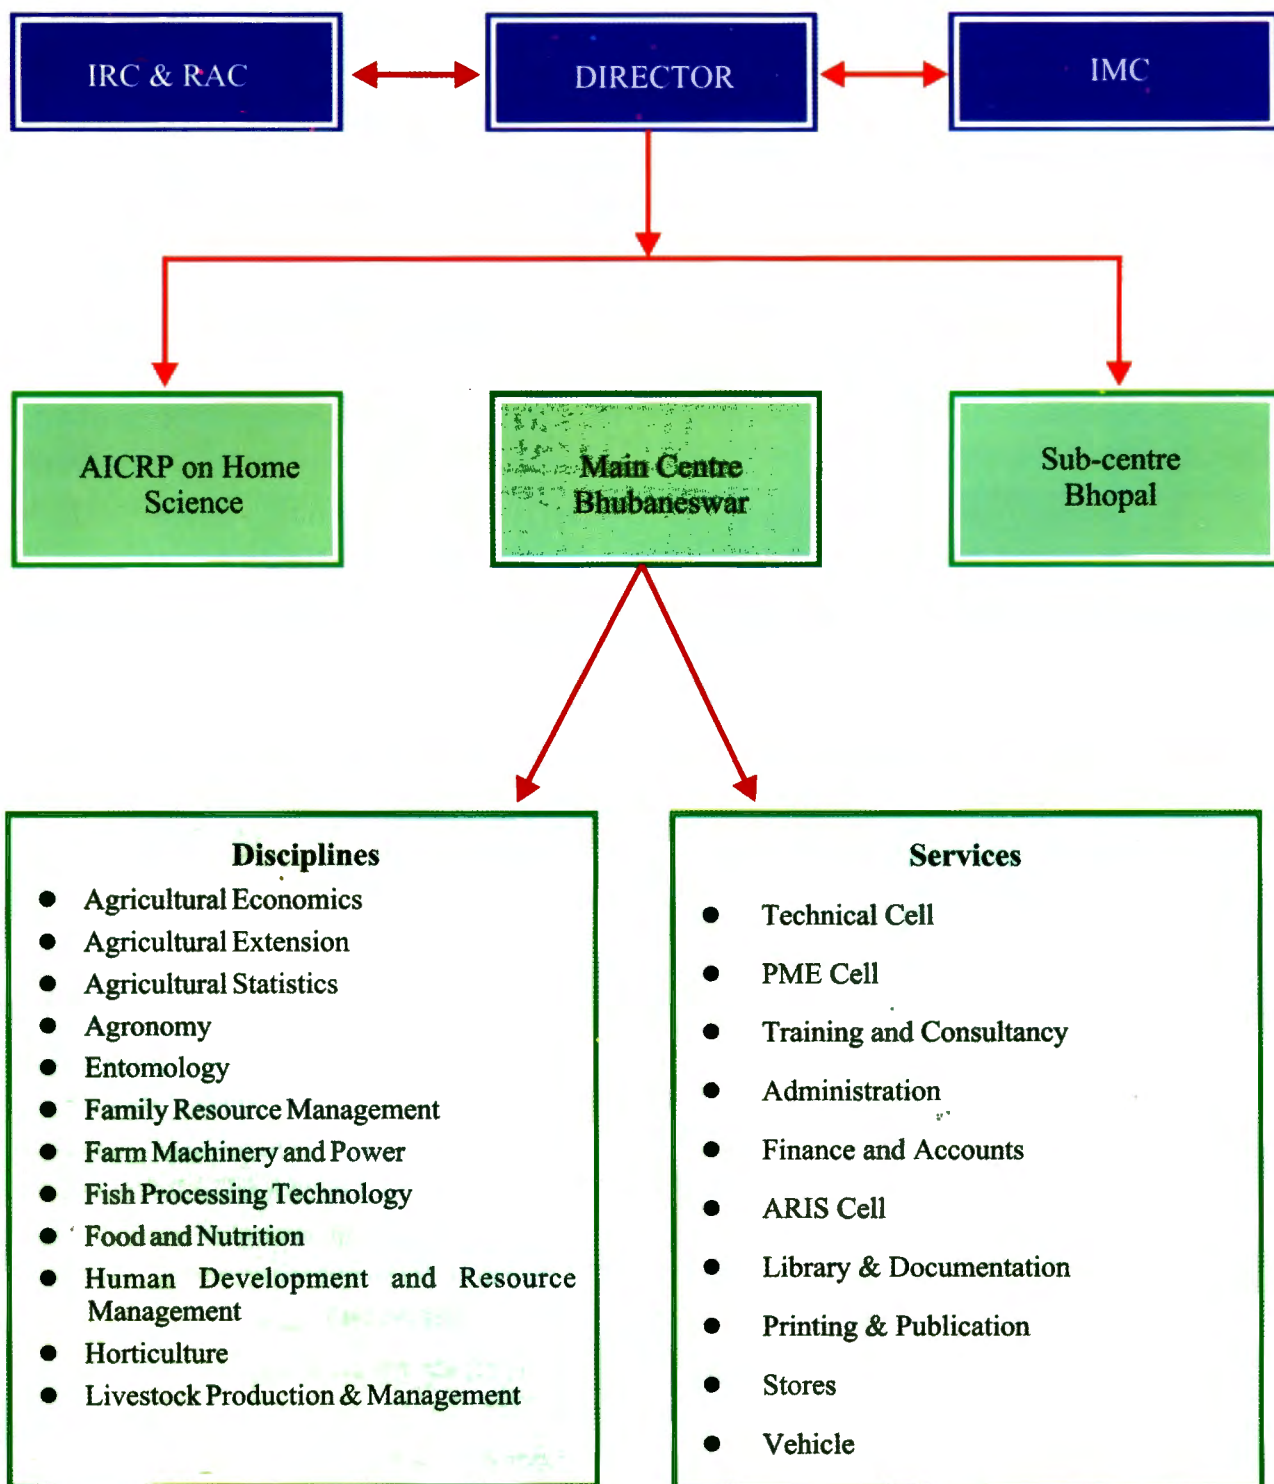 IRC & RAC
DIRECTOR
IMC
AICRP on Home
Science
Main Centre
Bhubaneswar
Sub-centre
Bhopal
Disciplines
● Agricultural Economics
● Agricultural Extension
● Agricultural Statistics
● Agronomy
● Entomology
● Family Resource Management
● Farm Machinery and Power
● Fish Processing Technology
● Food and Nutrition
● Human Development and Resource
Management
● Horticulture
● Livestock Production & Management
Services
● Technical Cell
● PME Cell
● Training and Consultancy
● Administration
● Finance and Accounts
● ARIS Cell
● Library & Documentation
● Printing & Publication
● Stores
● Vehicle